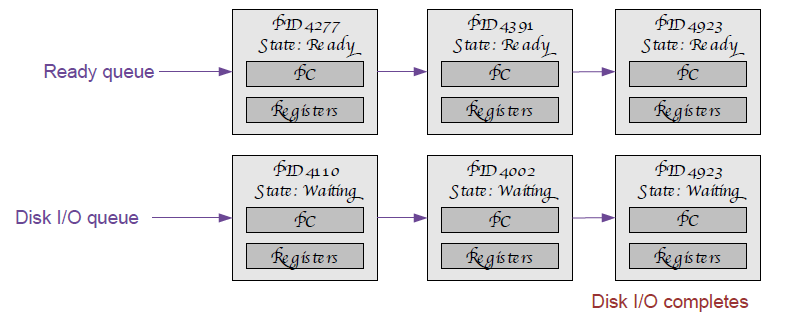 PID 4277
State: Ready
PC
Registers
PID 4391
State: Ready
PC
Registers
PID 4923
State: Ready
PC
Registers
Ready queue
PID 4110
State: Waiting
PC
Registers
PID 4002
State: Waiting
PC
Registers
PID 4923
State: Waiting
PC
Registers
Disk I/O queue
Disk I/O completes